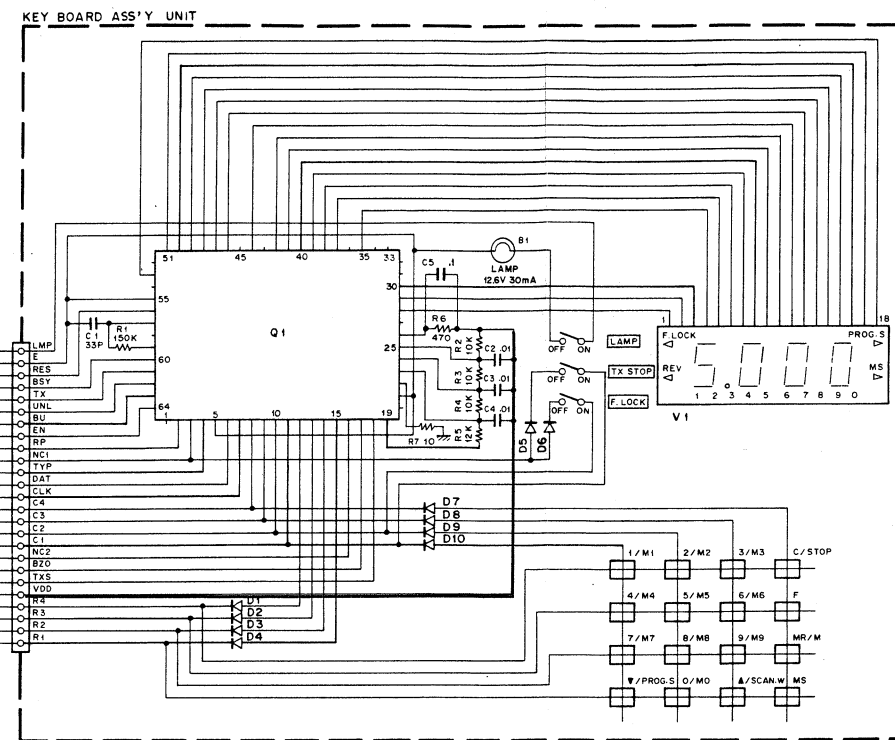 KEY BOARD ASS'Y UNIT
51 45 40 35 33
55
60
64
30
25
1 5 10 15 19
Q1
C1
33P
R1
150K
C5 .1
R6
470
B1
LAMP
12.6V 30mA
R2
10K
C2 .01
R3
10K
C3 .01
R4
10K
C4 .01
R5
12K
R7 10
OFF ON LAMP
OFF ON TX STOP
OFF ON F.LOCK
D5
D6
1 18
F.LOCK PROG.S
REV MS
5.000
1 2 3 4 5 6 7 8 9 0
V1
LMP
E
RES
BSY
TX
UNL
BU
EN
RP
NC1
TYP
DAT
CLK
C4
C3
C2
C1
NC2
BZO
TXS
VDD
R4
R3
R2
R1
D7
D8
D9
D10
D1
D2
D3
D4
1/M1 2/M2 3/M3 C/STOP
4/M4 5/M5 6/M6 F
7/M7 8/M8 9/M9 MR/M
▼/PROG.S 0/M0 ▲/SCAN.W MS